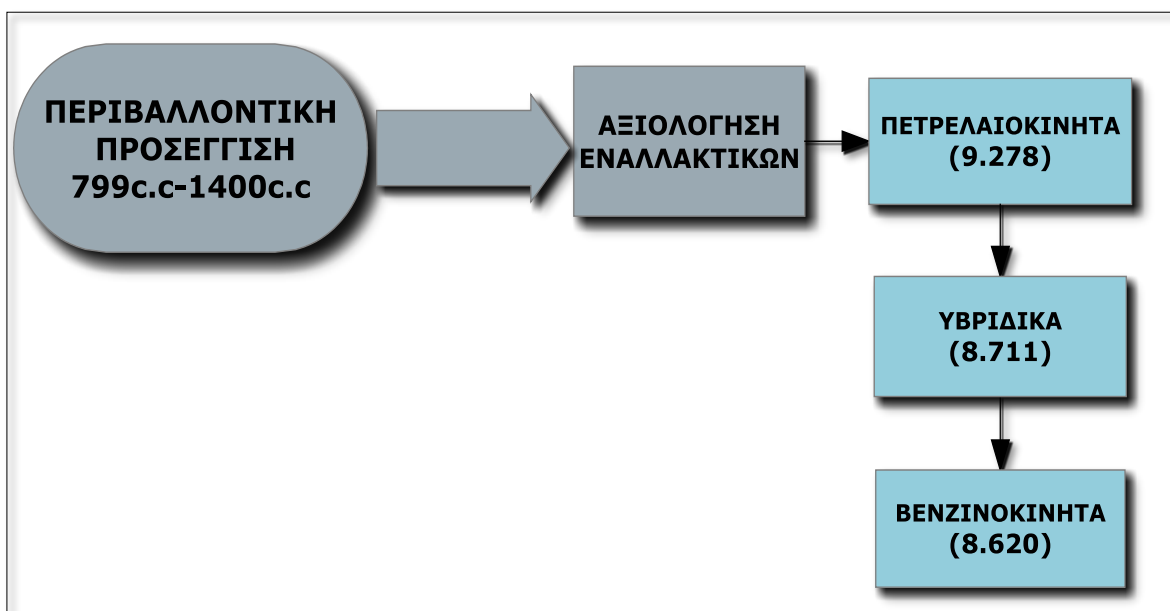 ΠΕΡΙΒΑΛΛΟΝΤΙΚΗ
ΠΡΟΣΕΓΓΙΣΗ
799c.c-1400c.c
ΑΞΙΟΛΟΓΗΣΗ
ΕΝΑΛΛΑΚΤΙΚΩΝ
ΠΕΤΡΕΛΑΙΟΚΙΝΗΤΑ
(9.278)
ΥΒΡΙΔΙΚΑ
(8.711)
ΒΕΝΖΙΝΟΚΙΝΗΤΑ
(8.620)